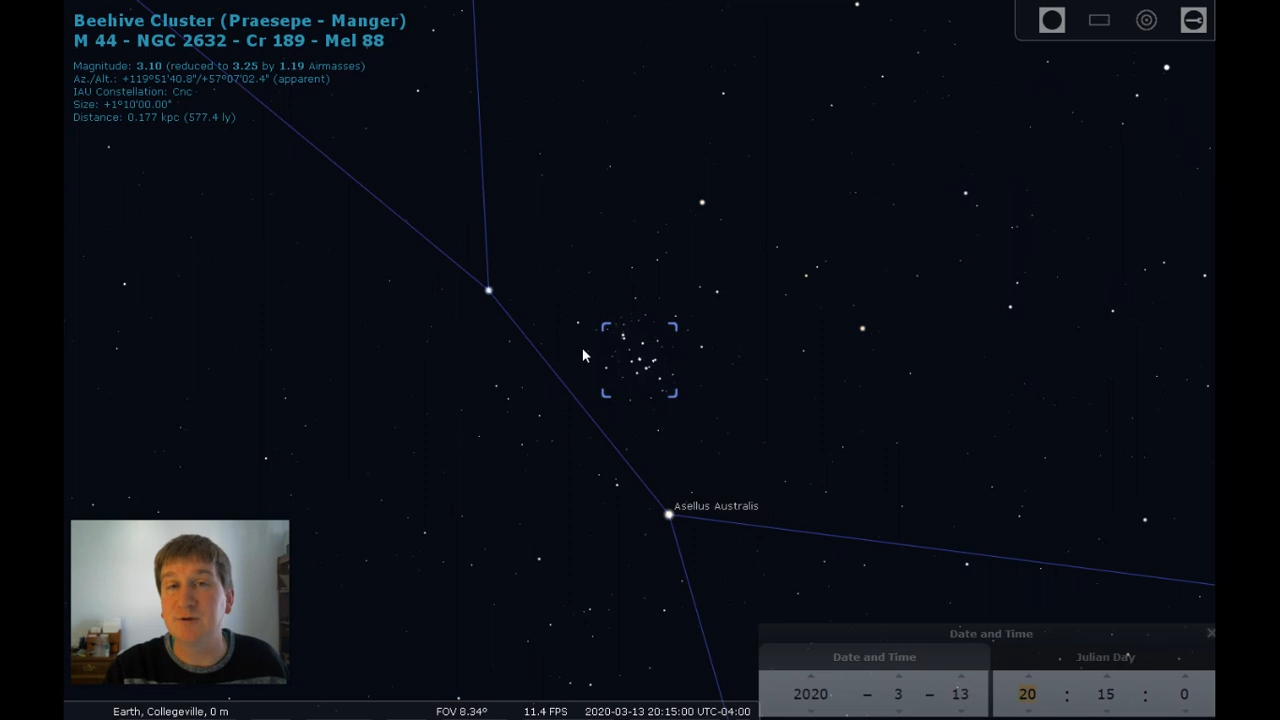 Beehive Cluster (Praesepe - Manger)
M 44 - NGC 2632 - Cr 189 - Mel 88
Magnitude: 3.10 (reduced to 3.25 by 1.19 Airmasses)
Az./Alt.: +119°51'40.8"/+57°07'02.4" (apparent)
IAU Constellation: Cnc
Size: +1°10'00.00"
Distance: 0.177 kpc (577.4 ly)
Asellus Australis
Date and Time
Date and Time Julian Day
2020 - 3 - 13 20 : 15 : 0
Earth, Collegeville, 0 m FOV 8.34° 11.4 FPS 2020-03-13 20:15:00 UTC-04:00